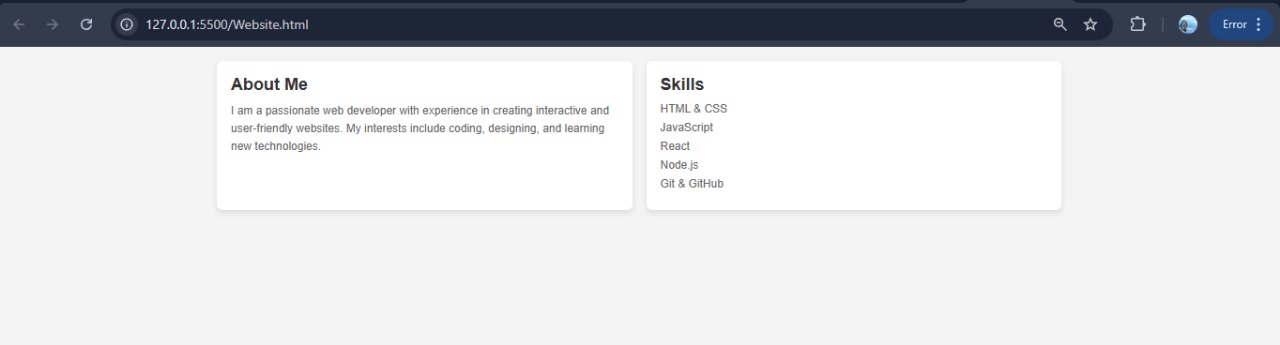 127.0.0.1:5500/Website.html
Error
About Me
I am a passionate web developer with experience in creating interactive and
user-friendly websites. My interests include coding, designing, and learning
new technologies.
Skills
HTML & CSS
JavaScript
React
Node.js
Git & GitHub